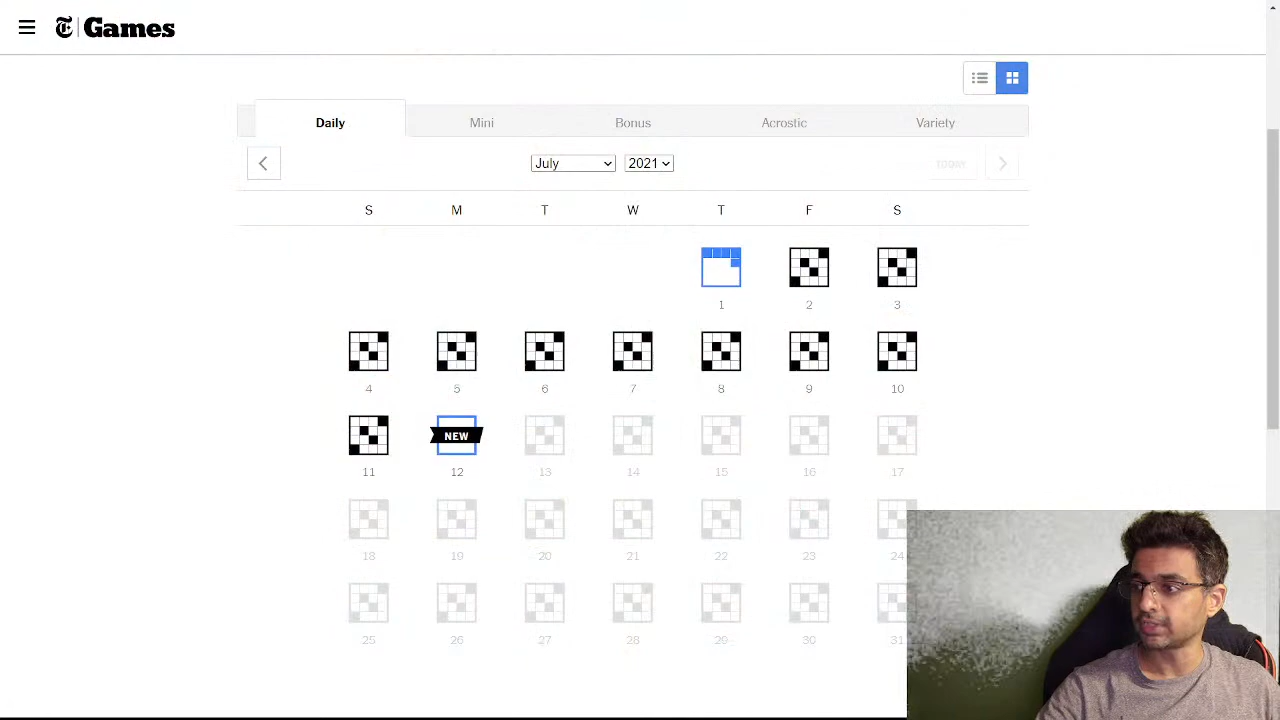 T Games
Daily Mini Bonus Acrostic Variety
July 2021 TODAY
S M T W T F S
1 2 3
4 5 6 7 8 9 10
NEW
11 12 13 14 15 16 17
18 19 20 21 22 23 24
25 26 27 28 29 30 31